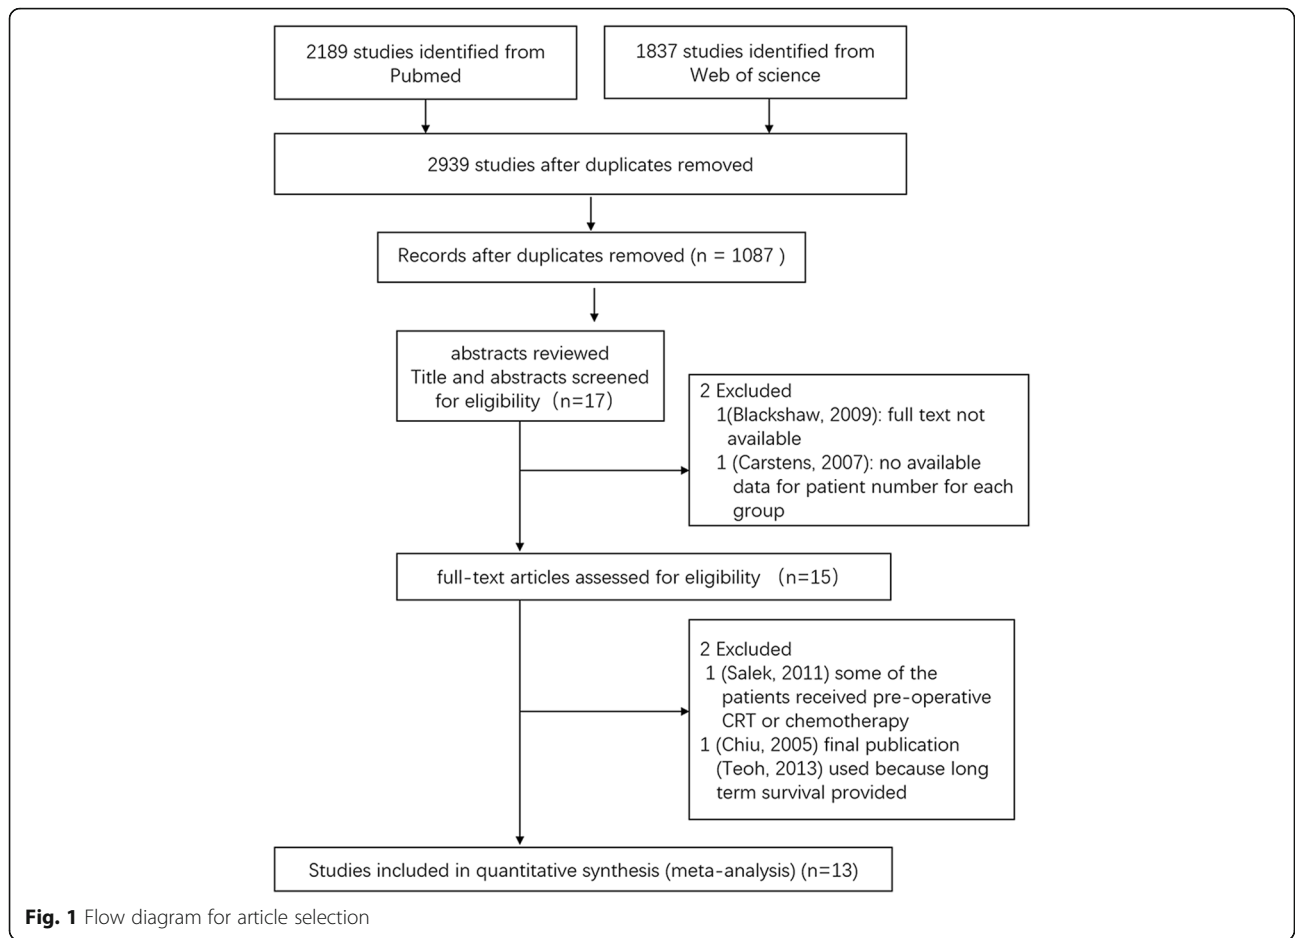 2189 studies identified from
Pubmed
1837 studies identified from
Web of science
2939 studies after duplicates removed
Records after duplicates removed (n = 1087 )
abstracts reviewed
Title and abstracts screened
for eligibility（n=17）
2 Excluded
1(Blackshaw, 2009): full text not
available
1 (Carstens, 2007): no available
data for patient number for each
group
full-text articles assessed for eligibility （n=15）
2 Excluded
1 (Salek, 2011) some of the
patients received pre-operative
CRT or chemotherapy
1 (Chiu, 2005) final publication
(Teoh, 2013) used because long
term survival provided
Studies included in quantitative synthesis (meta-analysis) (n=13)
Fig. 1 Flow diagram for article selection